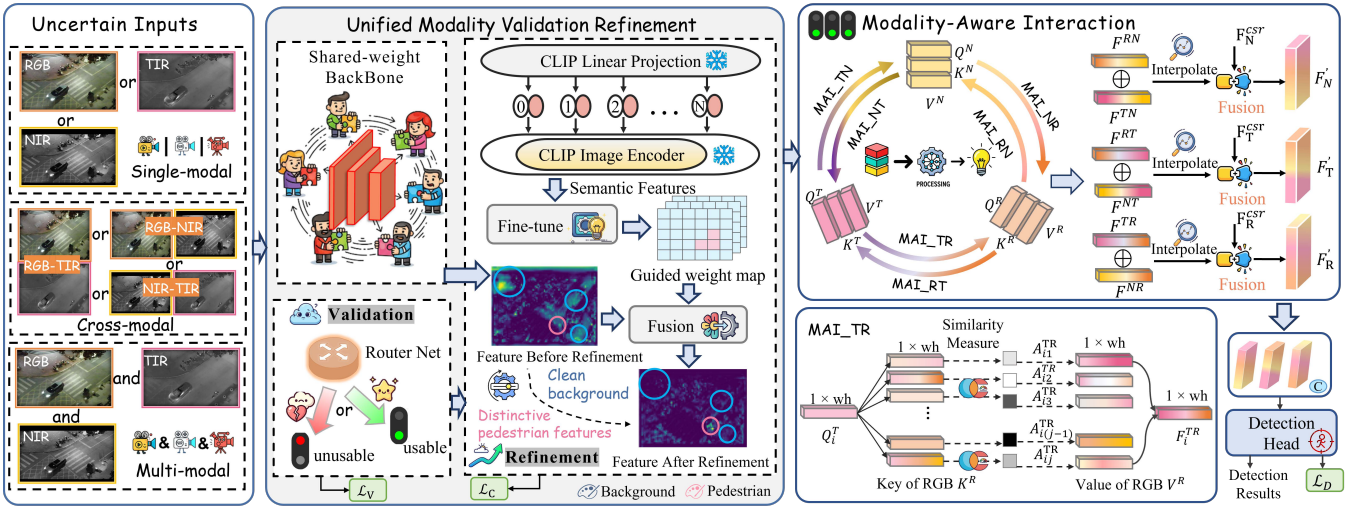 Uncertain Inputs
RGB
or
TIR
or
NIR
Single-modal
or
RGB-NIR
RGB-TIR
or
or
NIR-TIR
Cross-modal
RGB
and
TIR
and
NIR
& &
Multi-modal
Unified Modality Validation Refinement
Shared-weight
BackBone
Validation
Router Net
or
unusable
usable
ℒV
CLIP Linear Projection
0 1 2 ... N
CLIP Image Encoder
Semantic Features
Fine-tune
Guided weight map
Fusion
Feature Before Refinement
Clean
background
Distinctive
pedestrian features
Refinement
Feature After Refinement
ℒC
Background
Pedestrian
Modality-Aware Interaction
Q^N
K^N
V^N
MAI_TN
MAI_NT
MAI_NR
MAI_RN
PROCESSING
Q^T
V^T
K^T
Q^R
K^R
V^R
MAI_TR
MAI_RT
F^RN
⊕
F^TN
Interpolate
F_N^csr
Fusion
F'_N
F^RT
⊕
F^NT
Interpolate
F_T^csr
Fusion
F'_T
F^TR
⊕
F^NR
Interpolate
F_R^csr
Fusion
F'_R
MAI_TR
1 × wh
Similarity
Measure
1 × wh
A_i1^TR
A_i2^TR
A_i3^TR
1 × wh
Q_i^T
⋮
A_i(j-1)^TR
A_ij^TR
1 × wh
F_i^TR
Key of RGB K^R
Value of RGB V^R
C
Detection
Head
Detection
Results
ℒD